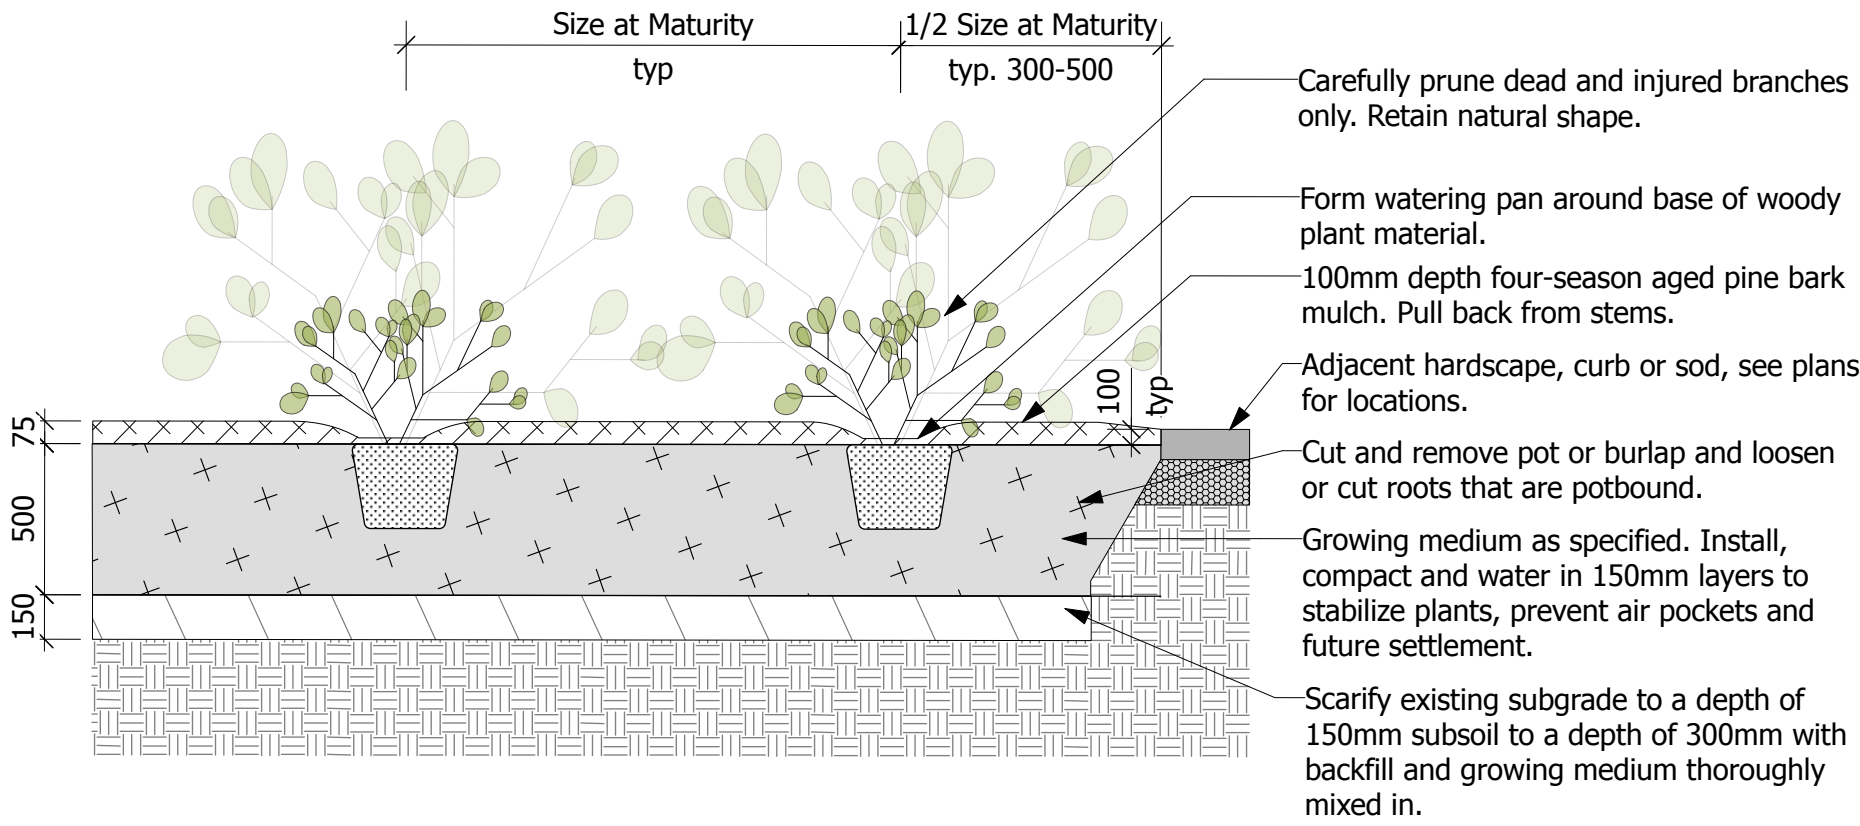 Size at Maturity
typ
1/2 Size at Maturity
typ. 300-500
Carefully prune dead and injured branches
only. Retain natural shape.
Form watering pan around base of woody
plant material.
100mm depth four-season aged pine bark
mulch. Pull back from stems.
Adjacent hardscape, curb or sod, see plans
for locations.
Cut and remove pot or burlap and loosen
or cut roots that are potbound.
Growing medium as specified. Install,
compact and water in 150mm layers to
stabilize plants, prevent air pockets and
future settlement.
Scarify existing subgrade to a depth of
150mm subsoil to a depth of 300mm with
backfill and growing medium thoroughly
mixed in.
100
typ
75
500
150